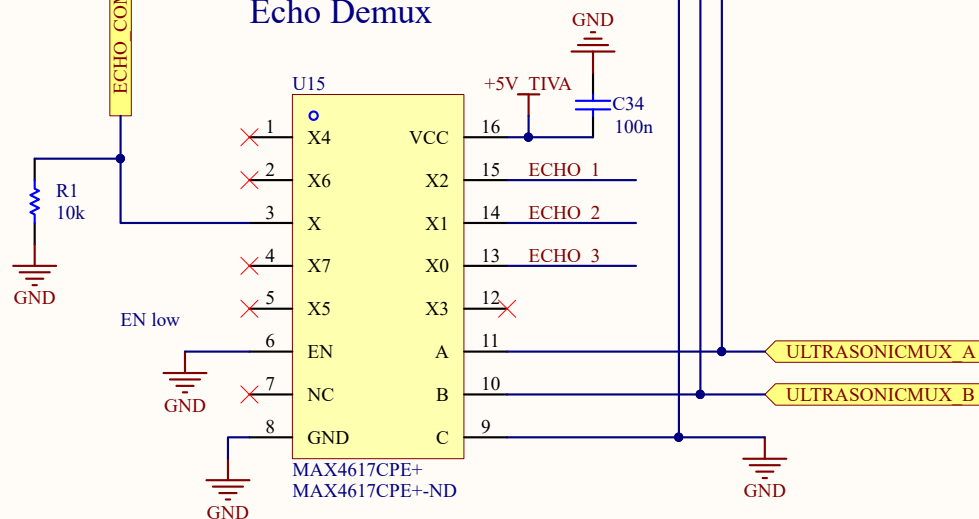 Echo Demux
ECHO_CO
GND
U15
+5V_TIVA
C34
100n
1 X4 VCC 16
2 X6 X2 15 ECHO_1
R1
10k
3 X X1 14 ECHO_2
4 X7 X0 13 ECHO_3
GND
5 X5 X3 12
EN low
6 EN A 11 ULTRASONICMUX_A
7 NC B 10 ULTRASONICMUX_B
GND
8 GND C 9
MAX4617CPE+
MAX4617CPE+-ND
GND
GND